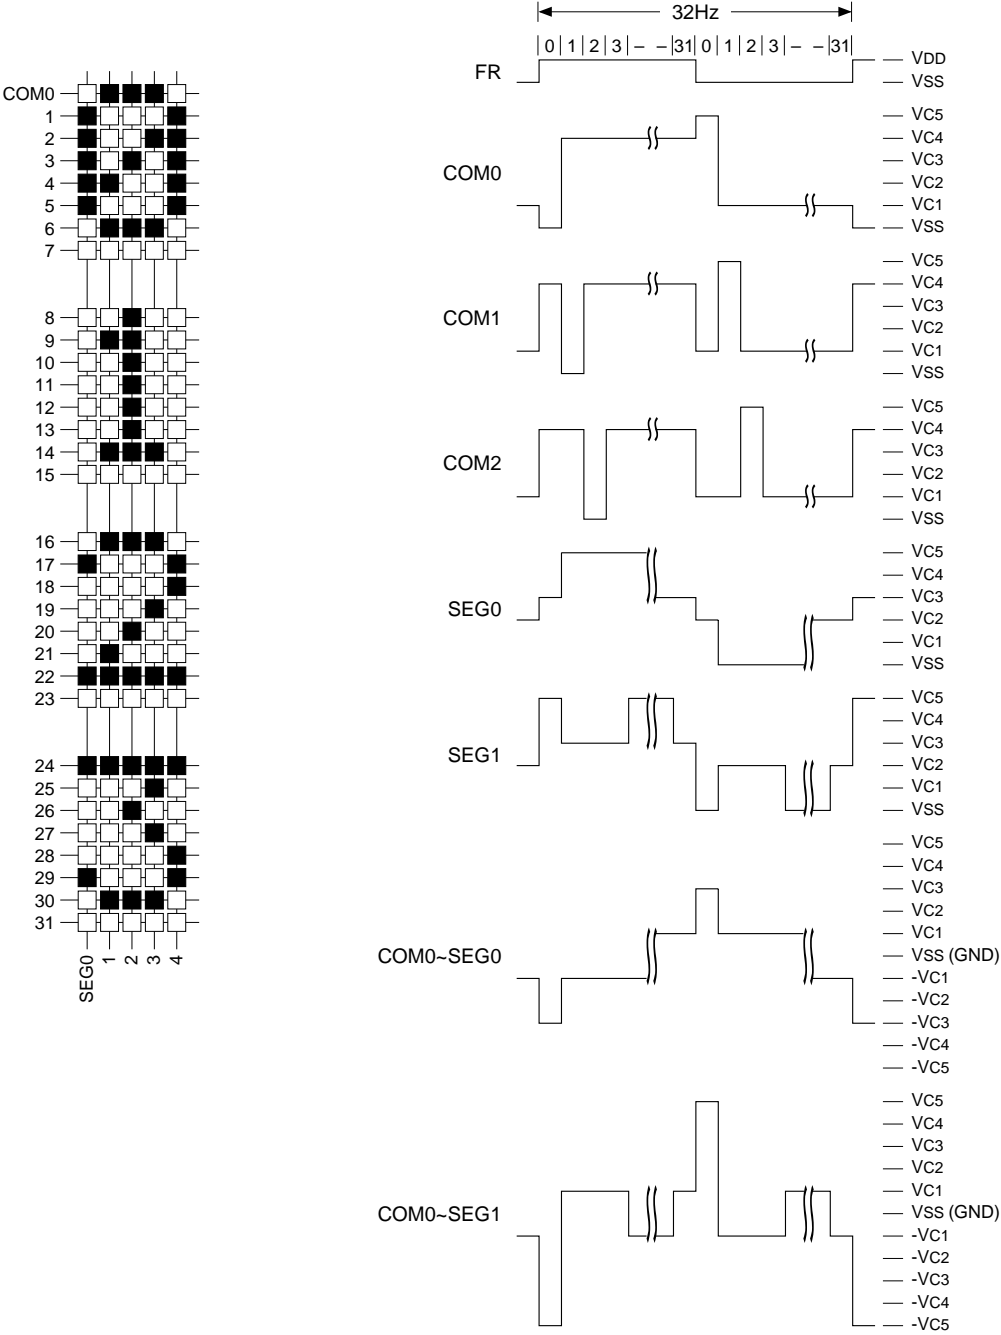 32Hz
0 1 2 3 – – 31 0 1 2 3 – – 31
FR
VDD
VSS
COM0
1
2
3
4
5
6
7
8
9
10
11
12
13
14
15
16
17
18
19
20
21
22
23
24
25
26
27
28
29
30
31
SEG0
1
2
3
4
COM0
VC5
VC4
VC3
VC2
VC1
VSS
COM1
VC5
VC4
VC3
VC2
VC1
VSS
COM2
VC5
VC4
VC3
VC2
VC1
VSS
SEG0
VC5
VC4
VC3
VC2
VC1
VSS
SEG1
VC5
VC4
VC3
VC2
VC1
VSS
COM0~SEG0
VC5
VC4
VC3
VC2
VC1
VSS (GND)
-VC1
-VC2
-VC3
-VC4
-VC5
COM0~SEG1
VC5
VC4
VC3
VC2
VC1
VSS (GND)
-VC1
-VC2
-VC3
-VC4
-VC5